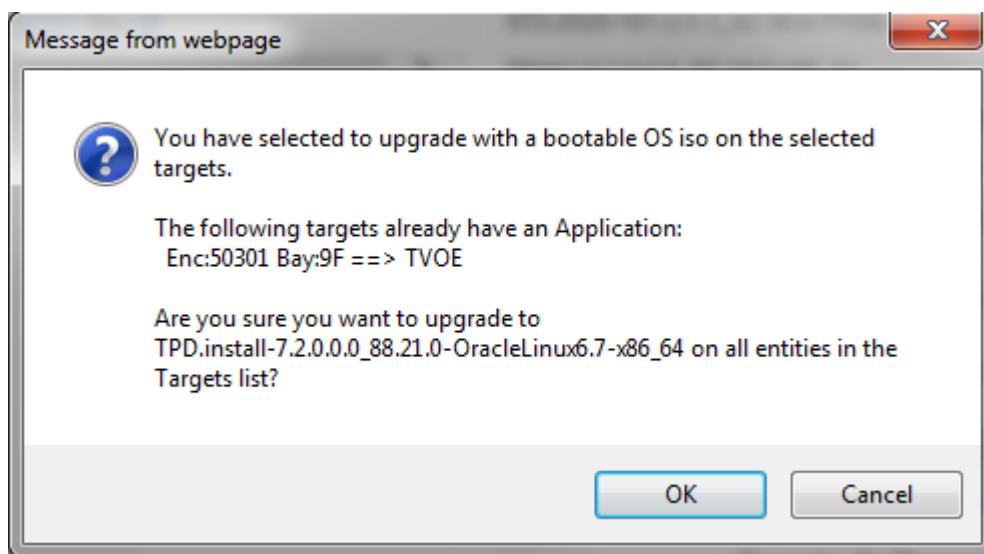 Message from webpage
You have selected to upgrade with a bootable OS iso on the selected
targets.
The following targets already have an Application:
Enc:50301 Bay:9F ==> TVOE
Are you sure you want to upgrade to
TPD.install-7.2.0.0.0_88.21.0-OracleLinux6.7-x86_64 on all entities in the
Targets list?
OK
Cancel